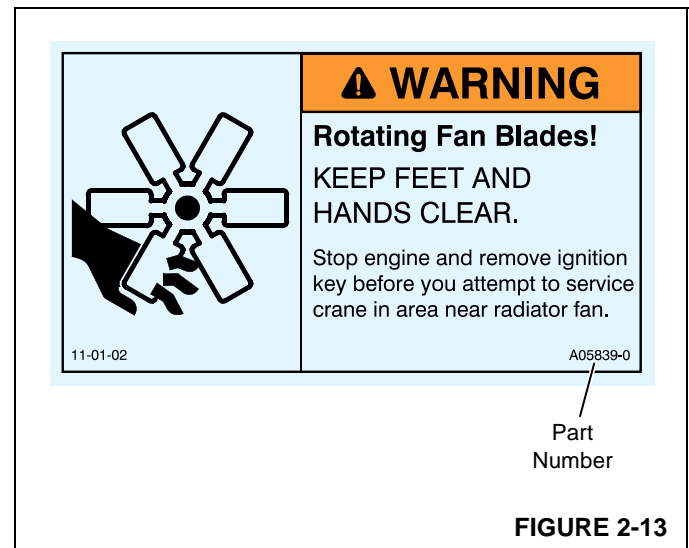 WARNING
Rotating Fan Blades!
KEEP FEET AND
HANDS CLEAR.
Stop engine and remove ignition
key before you attempt to service
crane in area near radiator fan.
11-01-02
A05839-0
Part
Number
FIGURE 2-13